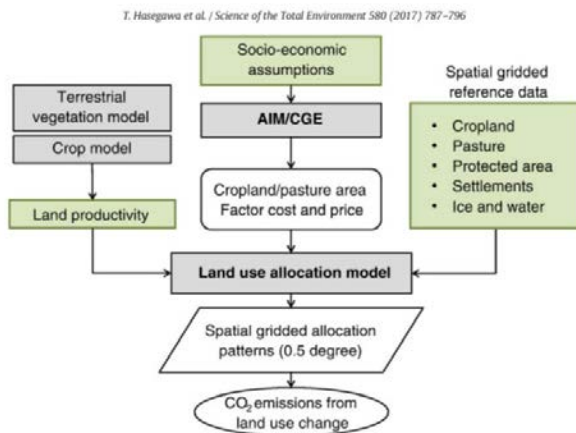 T. Hasegawa et al. / Science of the Total Environment 580 (2017) 787–796
Socio-economic
assumptions
Spatial gridded
reference data
Terrestrial
vegetation model
Crop model
AIM/CGE
• Cropland
• Pasture
• Protected area
• Settlements
• Ice and water
Land productivity
Cropland/pasture area
Factor cost and price
Land use allocation model
Spatial gridded allocation
patterns (0.5 degree)
CO2 emissions from
land use change